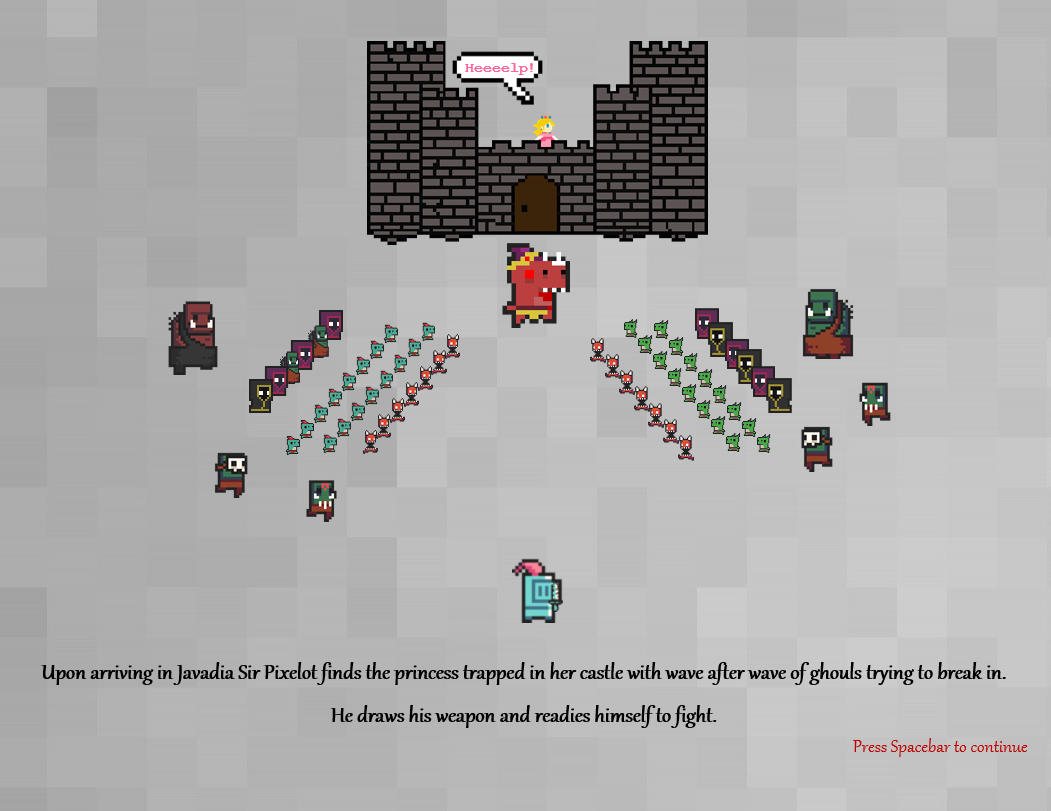 Heeeelp!
Upon arriving in Javadia Sir Pixelot finds the princess trapped in her castle with wave after wave of ghouls trying to break in.
He draws his weapon and readies himself to fight.
Press Spacebar to continue